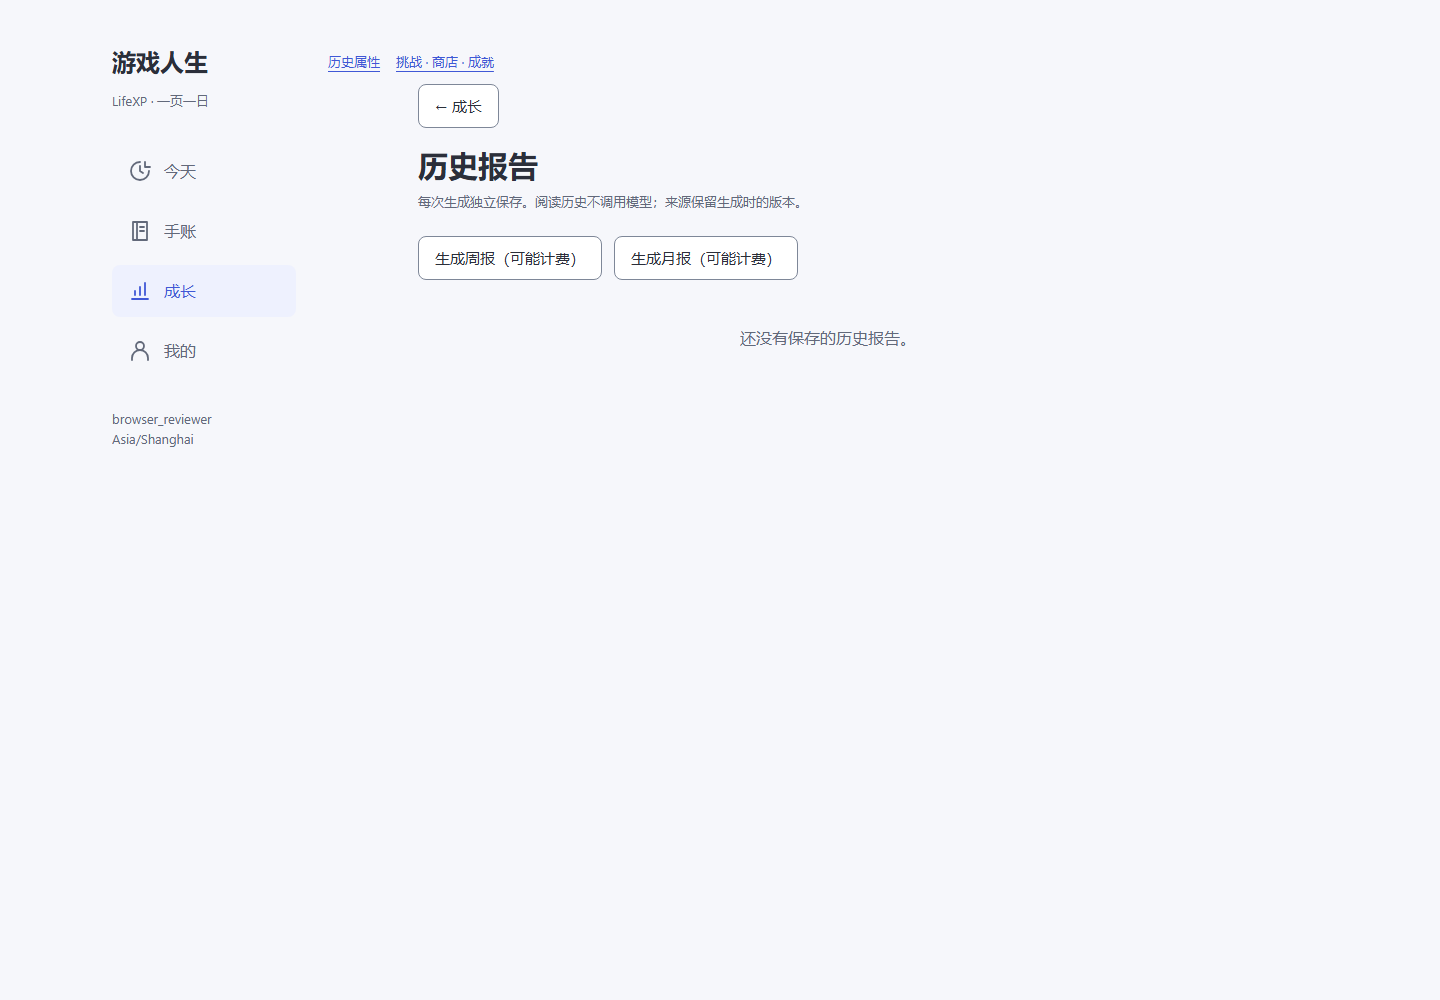 游戏人生
LifeXP · 一页一日
今天
手账
成长
我的
browser_reviewer
Asia/Shanghai
历史属性 挑战 · 商店 · 成就
← 成长
历史报告
每次生成独立保存。阅读历史不调用模型；来源保留生成时的版本。
生成周报（可能计费） 生成月报（可能计费）
还没有保存的历史报告。